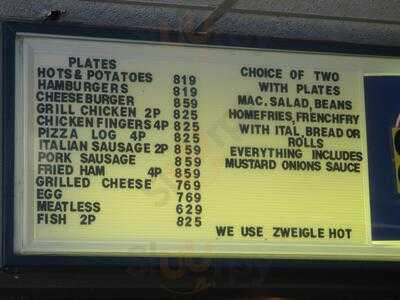 PLATES
HOTS & POTATOES 819
HAMBURGERS 819
CHEESEBURGER 859
GRILL CHICKEN 2P 825
CHICKEN FINGERS 4P 825
PIZZA LOG 4P 825
ITALIAN SAUSAGE 2P 859
PORK SAUSAGE 859
FRIED HAM 4P 859
GRILLED CHEESE 769
EGG 769
MEATLESS 629
FISH 2P 825
CHOICE OF TWO
WITH PLATES
MAC. SALAD, BEANS
HOMEFRIES, FRENCHFRY
WITH ITAL. BREAD OR
ROLLS
EVERYTHING INCLUDES
MUSTARD ONIONS SAUCE
WE USE ZWEIGLE HOT